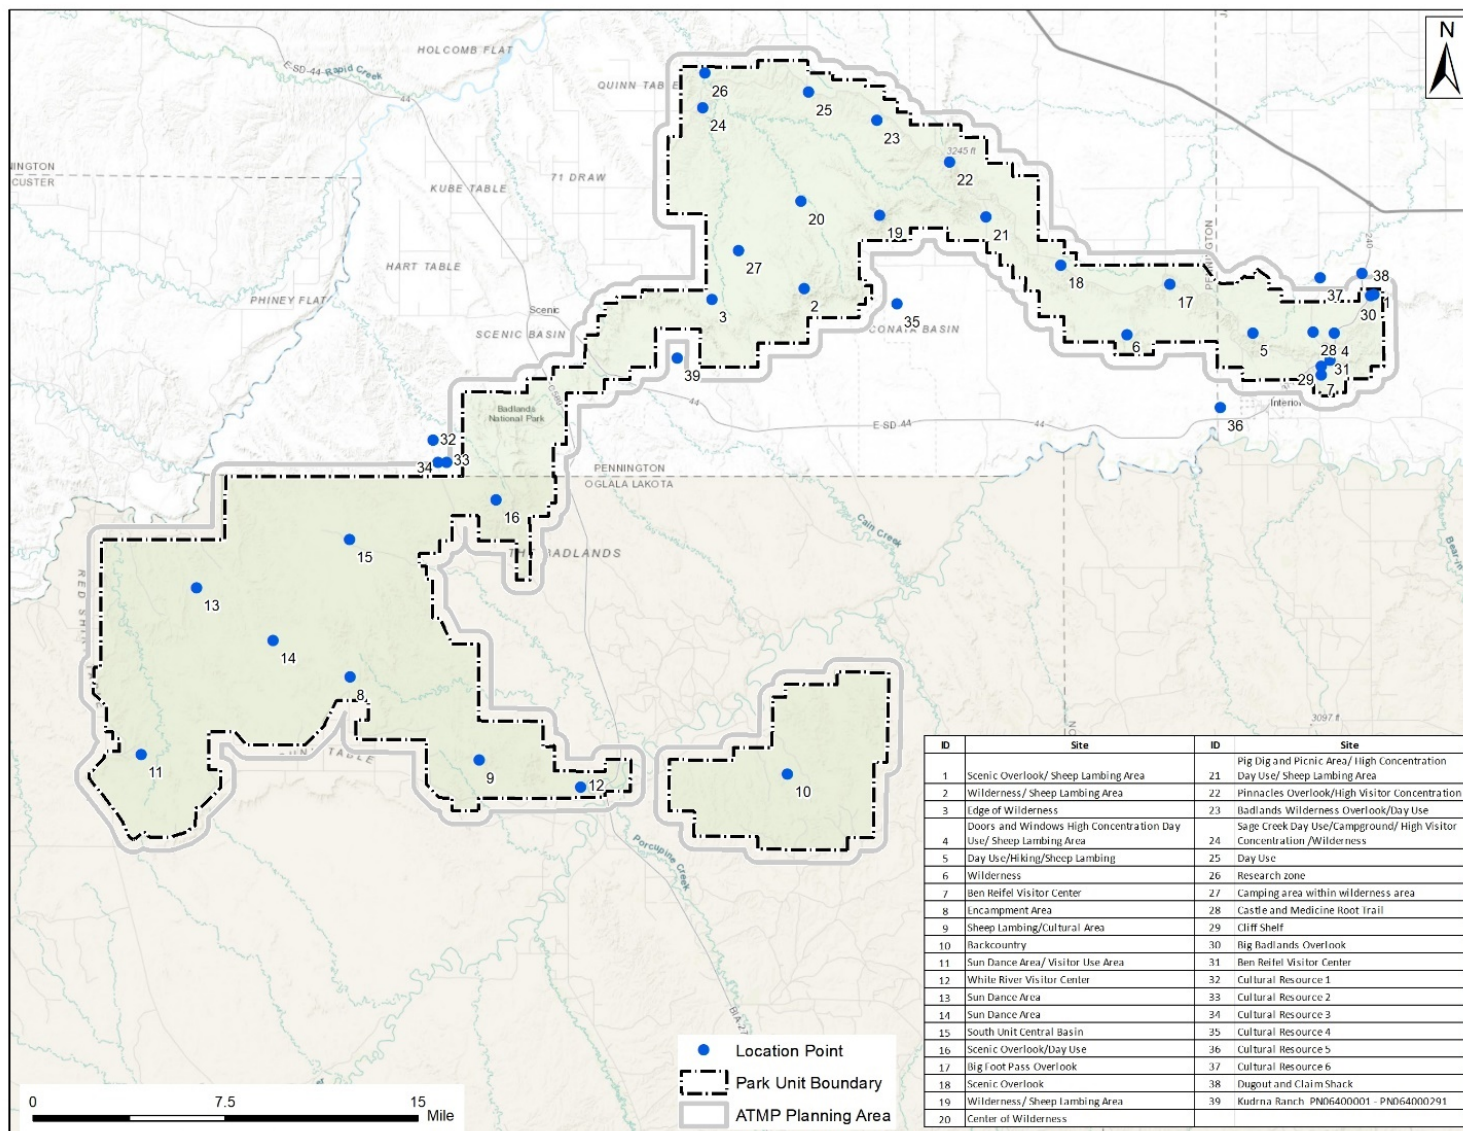 N
HOLCOMB FLAT
E SD-44
Rapid Creek
44
QUINN TABLE
26
25
24
23
3245 ft
22
71 DRAW
KUBE TABLE
20
19
21
PENNINGTON
240
HART TABLE
27
18
38
PHINEY FLAT
2
17
37
1
30
3
Scenic
SCENIC BASIN
35
CONATA BASIN
6
5
28
4
39
31
29
7
Badlands
National Park
44
E SD 44
44
Interior
36
32
34
33
PENNINGTON
OGLALA LAKOTA
16
Cain Creek
15
THE BADLANDS
13
14
8
3097 ft
11
9
12
10
Porcupine Creek
ID Site ID Site
1 Scenic Overlook/ Sheep Lambing Area 21 Pig Dig and Picnic Area/ High Concentration
Day Use/ Sheep Lambing Area
2 Wilderness/ Sheep Lambing Area 22 Pinnacles Overlook/High Visitor Concentration
3 Edge of Wilderness 23 Badlands Wilderness Overlook/Day Use
4 Doors and Windows High Concentration Day
Use/ Sheep Lambing Area 24 Sage Creek Day Use/Campground/ High Visitor
Concentration /Wilderness
5 Day Use/Hiking/Sheep Lambing 25 Day Use
6 Wilderness 26 Research zone
7 Ben Reifel Visitor Center 27 Camping area within wilderness area
8 Encampment Area 28 Castle and Medicine Root Trail
9 Sheep Lambing/Cultural Area 29 Cliff Shelf
10 Backcountry 30 Big Badlands Overlook
11 Sun Dance Area/ Visitor Use Area 31 Ben Reifel Visitor Center
12 White River Visitor Center 32 Cultural Resource 1
13 Sun Dance Area 33 Cultural Resource 2
14 Sun Dance Area 34 Cultural Resource 3
15 South Unit Central Basin 35 Cultural Resource 4
16 Scenic Overlook/Day Use 36 Cultural Resource 5
17 Big Foot Pass Overlook 37 Cultural Resource 6
18 Scenic Overlook 38 Dugout and Claim Shack
19 Wilderness/ Sheep Lambing Area 39 Kudrna Ranch PN06400001 - PN064000291
20 Center of Wilderness
Location Point
Park Unit Boundary
ATMP Planning Area
0 7.5 15
Mile